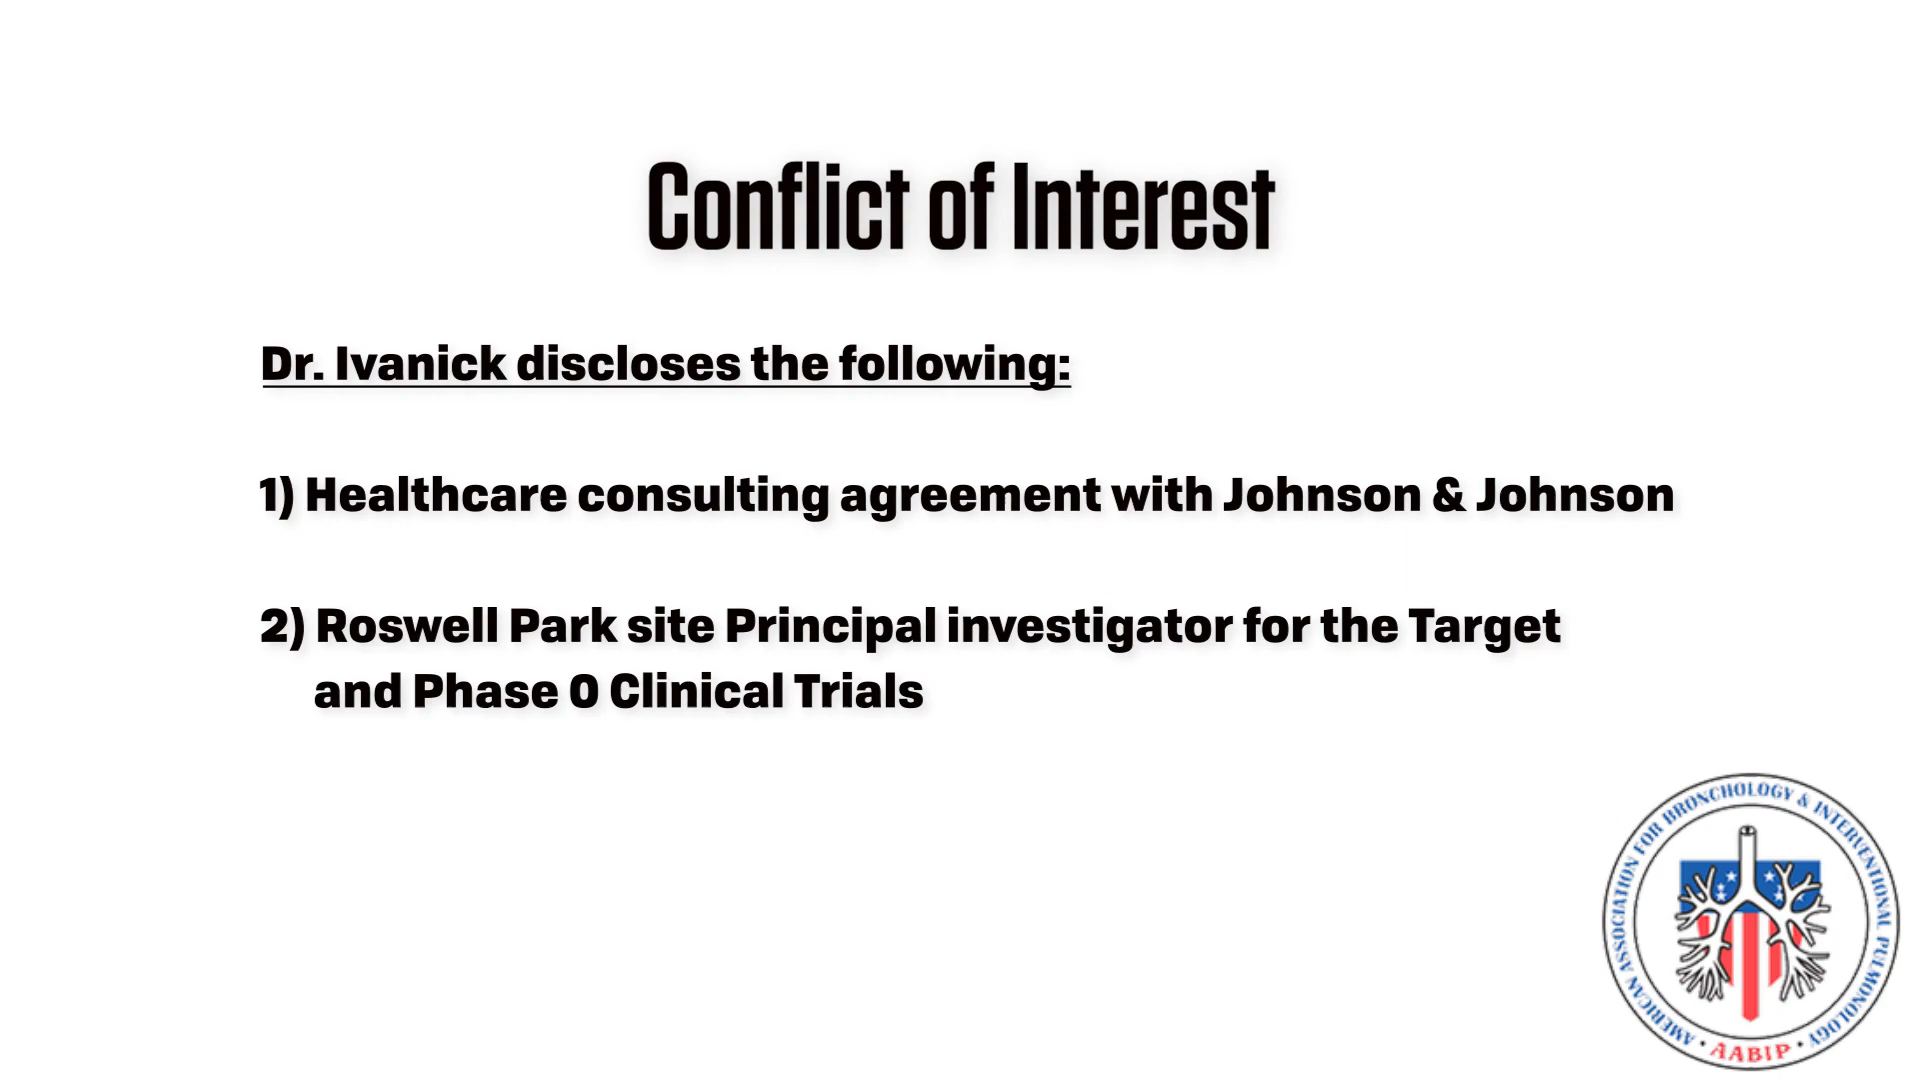 Conflict of Interest
Dr. Ivanick discloses the following:
1) Healthcare consulting agreement with Johnson & Johnson
2) Roswell Park site Principal investigator for the Target
and Phase 0 Clinical Trials
AMERICAN ASSOCIATION FOR BRONCHOLOGY & INTERVENTIONAL PULMONOLOGY
• AABIP •